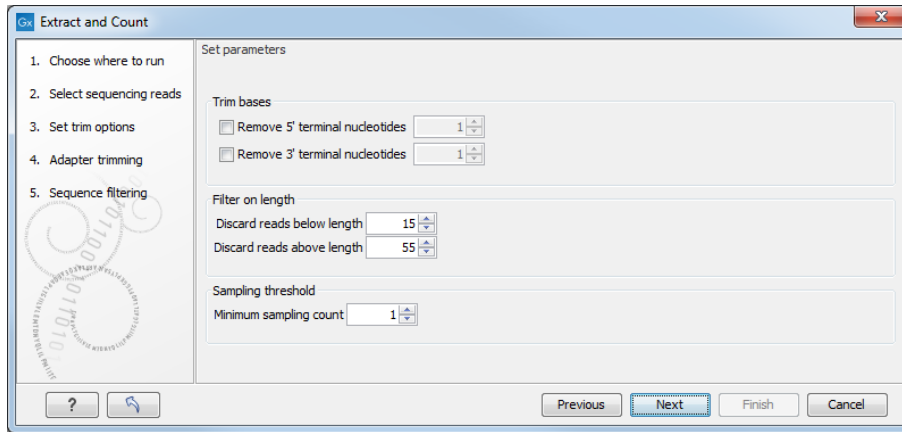 Gx Extract and Count
1. Choose where to run
2. Select sequencing reads
3. Set trim options
4. Adapter trimming
5. Sequence filtering
Set parameters
Trim bases
Remove 5' terminal nucleotides 1
Remove 3' terminal nucleotides 1
Filter on length
Discard reads below length 15
Discard reads above length 55
Sampling threshold
Minimum sampling count 1
? Previous Next Finish Cancel